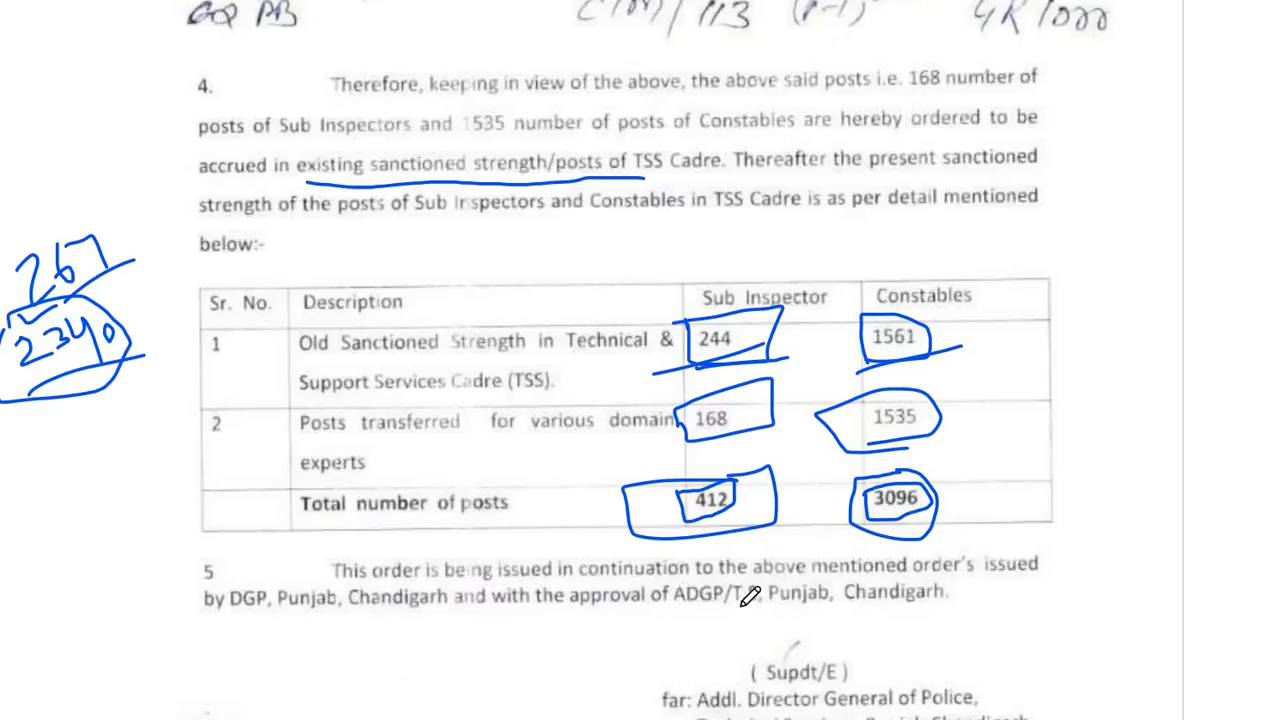 4. Therefore, keeping in view of the above, the above said posts i.e. 168 number of
posts of Sub Inspectors and 1535 number of posts of Constables are hereby ordered to be
accrued in existing sanctioned strength/posts of TSS Cadre. Thereafter the present sanctioned
strength of the posts of Sub Inspectors and Constables in TSS Cadre is as per detail mentioned
below:-
267
2340
Sr. No. Description Sub Inspector Constables
1 Old Sanctioned Strength in Technical & 244 1561
Support Services Cadre (TSS).
2 Posts transferred for various domain 168 1535
experts
Total number of posts 412 3096
5 This order is being issued in continuation to the above mentioned order's issued
by DGP, Punjab, Chandigarh and with the approval of ADGP/T Punjab, Chandigarh.
( Supdt/E )
far: Addl. Director General of Police,